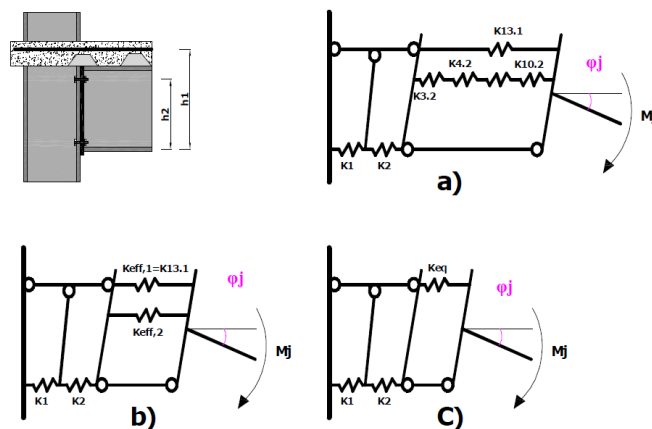 h2
h1
K13.1
K4.2
K10.2
K3.2
φj
Mj
K1
K2
a)
Keff,1=K13.1
Keff,2
φj
Mj
K1
K2
b)
Keq
φj
Mj
K1
K2
C)